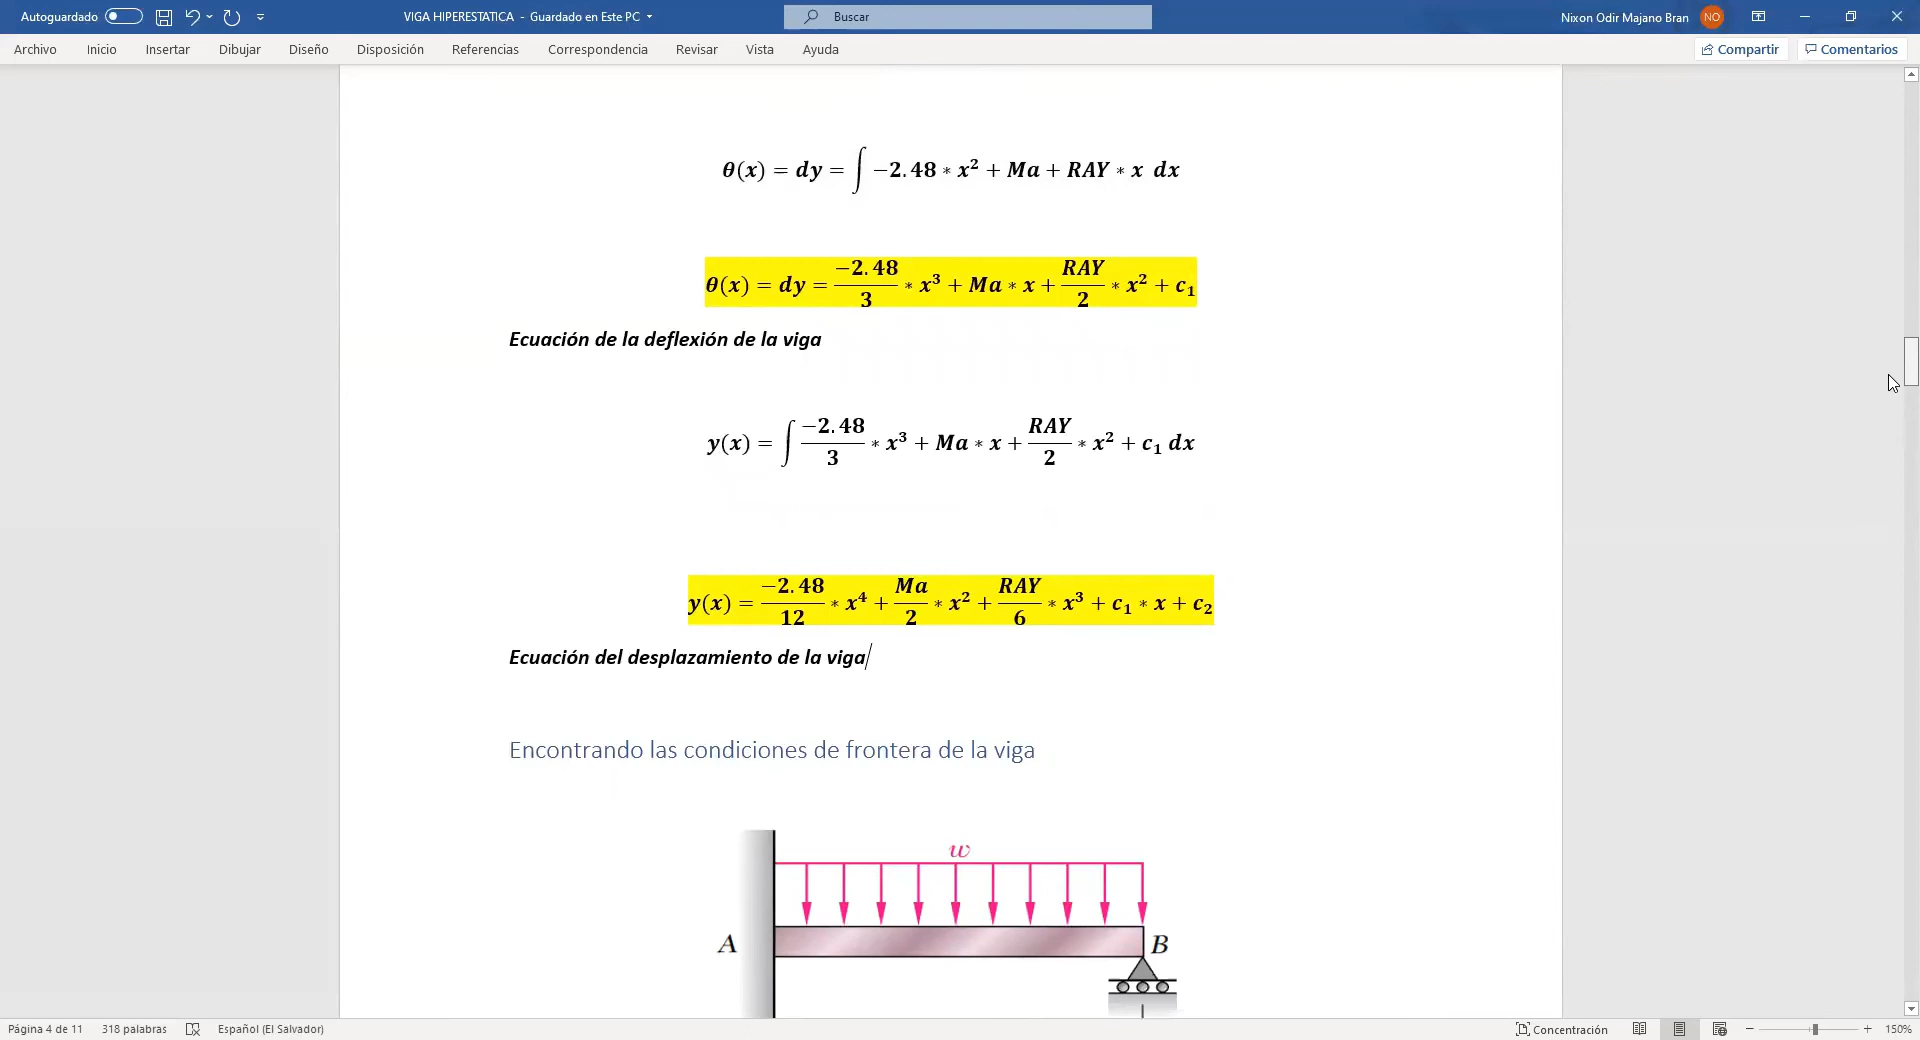 Autoguardado VIGA HIPERESTATICA - Guardado en Este PC Buscar Nixon Odir Majano Bran NO
Archivo Inicio Insertar Dibujar Diseño Disposición Referencias Correspondencia Revisar Vista Ayuda Compartir Comentarios
θ(x) = dy = ∫ −2.48 * x² + Ma + RAY * x dx
θ(x) = dy = −2.48/3 * x³ + Ma * x + RAY/2 * x² + c₁
Ecuación de la deflexión de la viga
y(x) = ∫ −2.48/3 * x³ + Ma * x + RAY/2 * x² + c₁ dx
y(x) = −2.48/12 * x⁴ + Ma/2 * x² + RAY/6 * x³ + c₁ * x + c₂
Ecuación del desplazamiento de la viga
Encontrando las condiciones de frontera de la viga
w
A B
Página 4 de 11 318 palabras Español (El Salvador) Concentración 150%